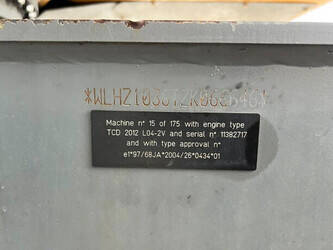 Machine n° 15 of 175 with engine type
TCD 2012 L04-2V and serial n° 11382717
and with type approval n°
e1*97/68JA*2004/26*0434*01